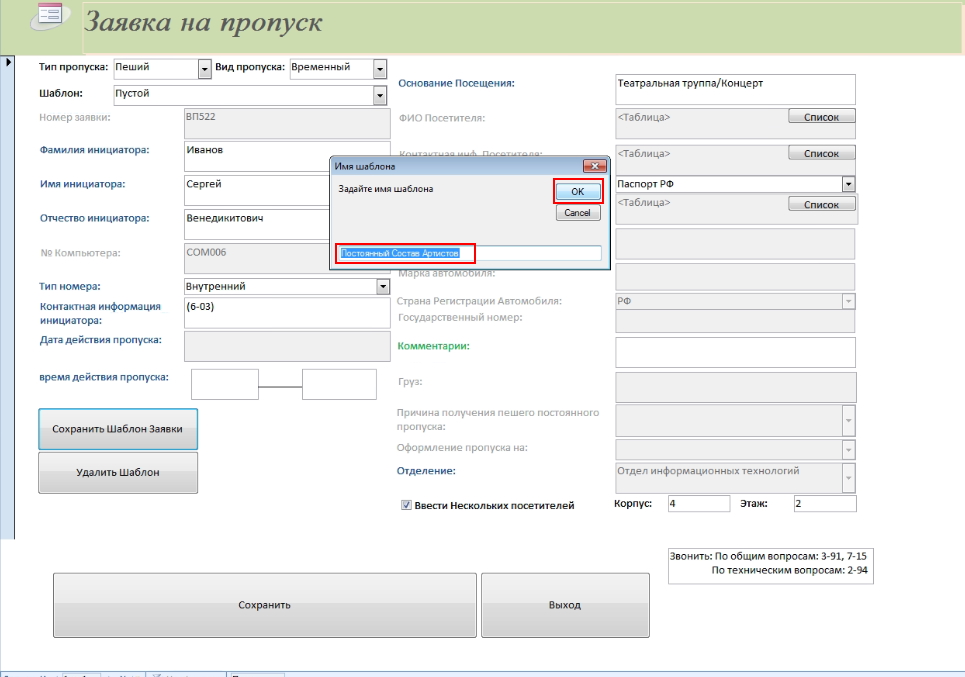 Заявка на пропуск
Тип пропуска: Пеший Вид пропуска: Временный
Шаблон: Пустой
Номер заявки: ВП522
Фамилия инициатора: Иванов
Имя инициатора: Сергей
Отчество инициатора: Венедикитович
№ Компьютера: COM006
Тип номера: Внутренний
Контактная информация
инициатора: (6-03)
Дата действия пропуска:
время действия пропуска:
Сохранить Шаблон Заявки
Удалить Шаблон
Основание Посещения: Театральная труппа/Концерт
ФИО Посетителя: <Таблица> Список
Контактная инф. Посетителя: <Таблица> Список
Паспорт РФ
<Таблица> Список
Имя шаблона
Задайте имя шаблона
OK
Cancel
Постоянный Состав Артистов
Марка автомобиля:
Страна Регистрации Автомобиля: РФ
Государственный номер:
Комментарии:
Груз:
Причина получения пешего постоянного
пропуска:
Оформление пропуска на:
Отделение: Отдел информационных технологий
Ввести Нескольких посетителей Корпус: 4 Этаж: 2
Звонить: По общим вопросам: 3-91, 7-15
По техническим вопросам: 2-94
Сохранить
Выход